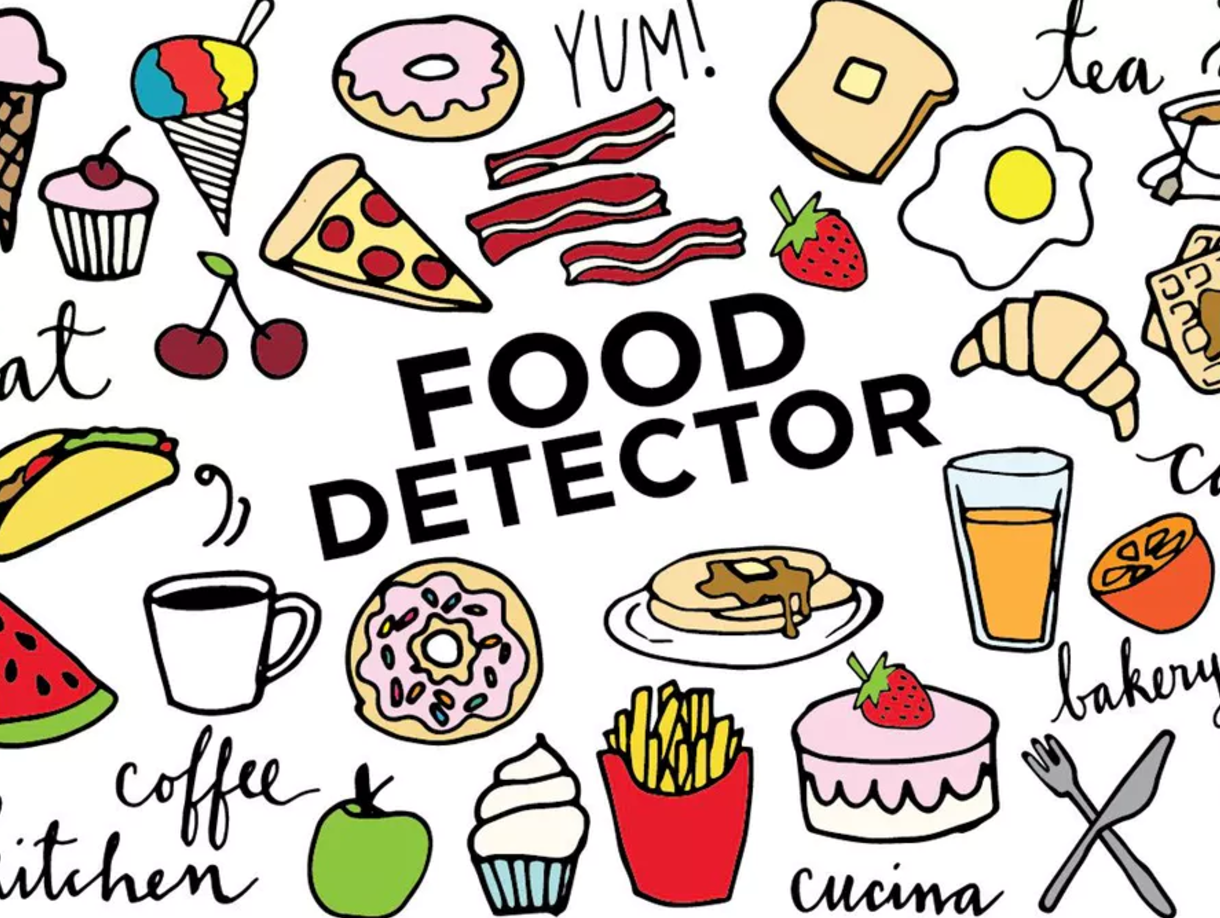 YUM!
tea
FOOD
DETECTOR
coffee
bakery
cucina